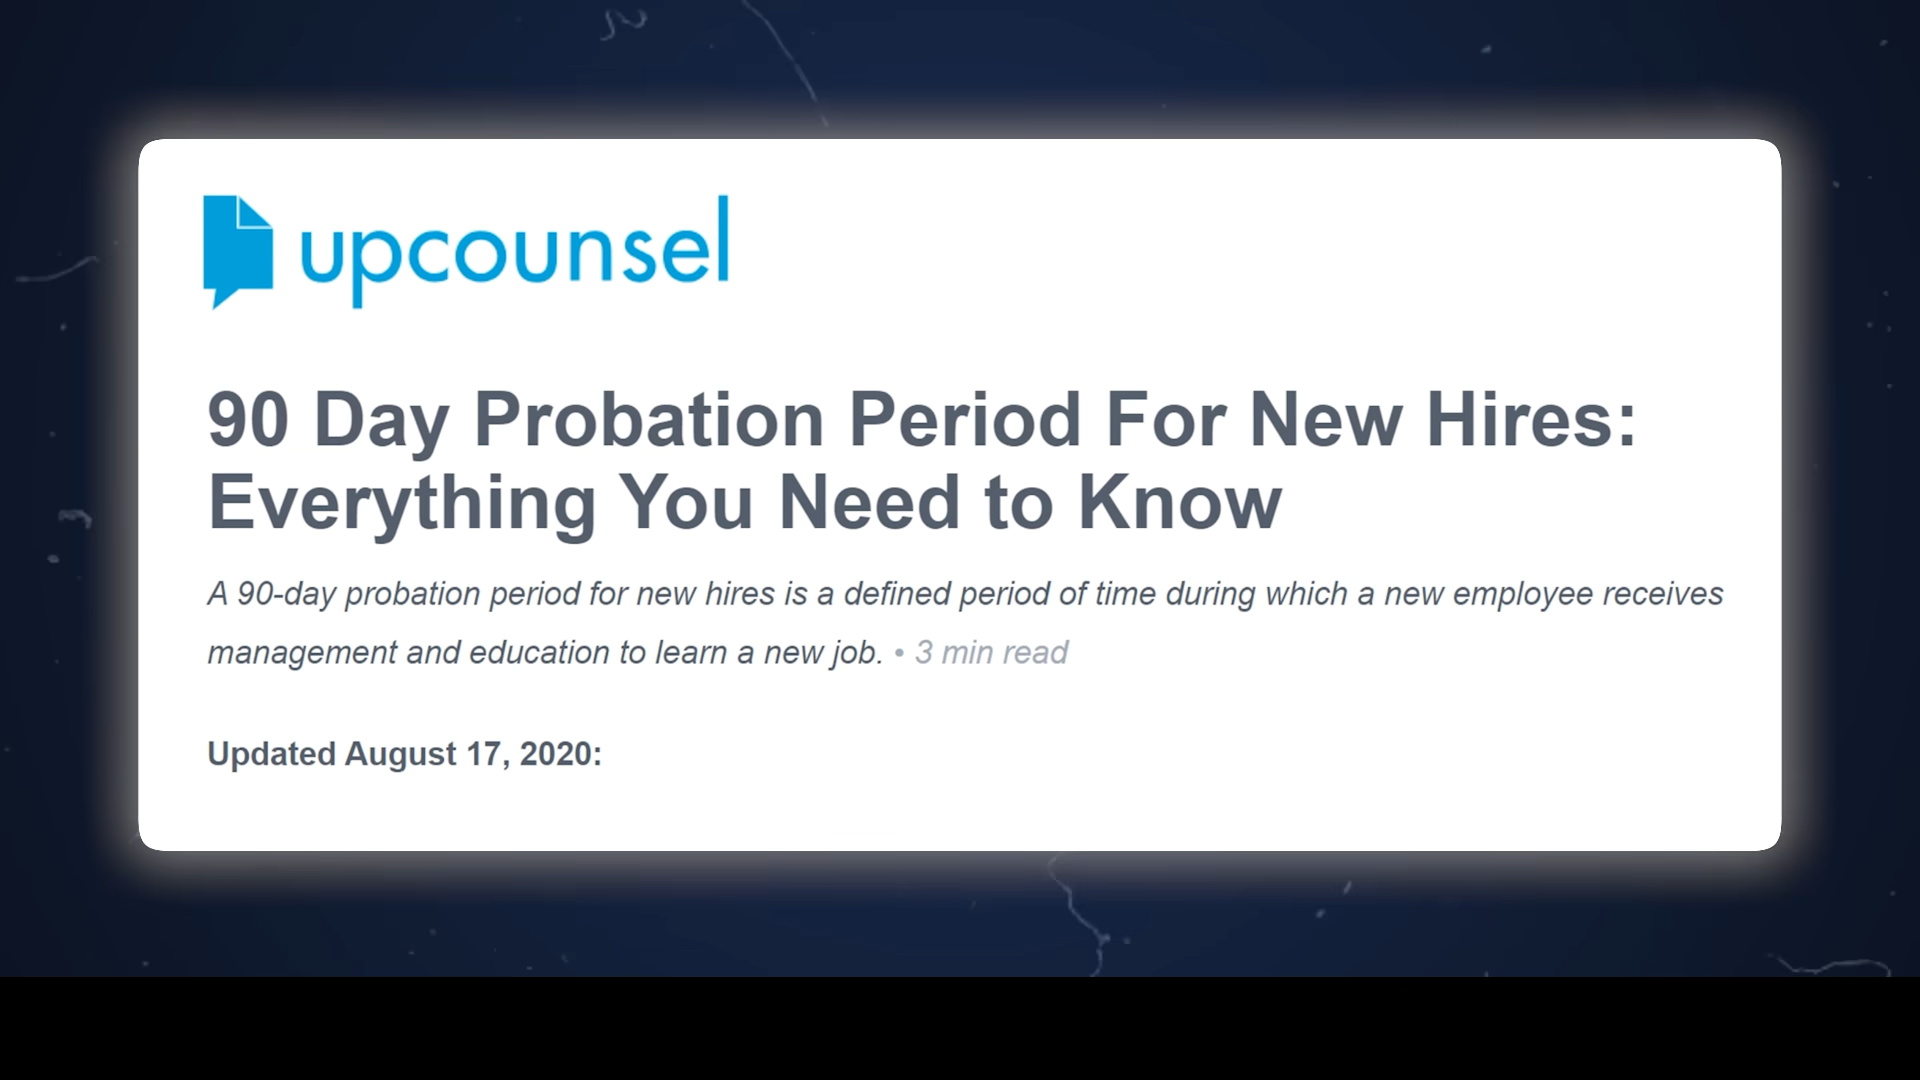 upcounsel
90 Day Probation Period For New Hires:
Everything You Need to Know
A 90-day probation period for new hires is a defined period of time during which a new employee receives
management and education to learn a new job. • 3 min read
Updated August 17, 2020: